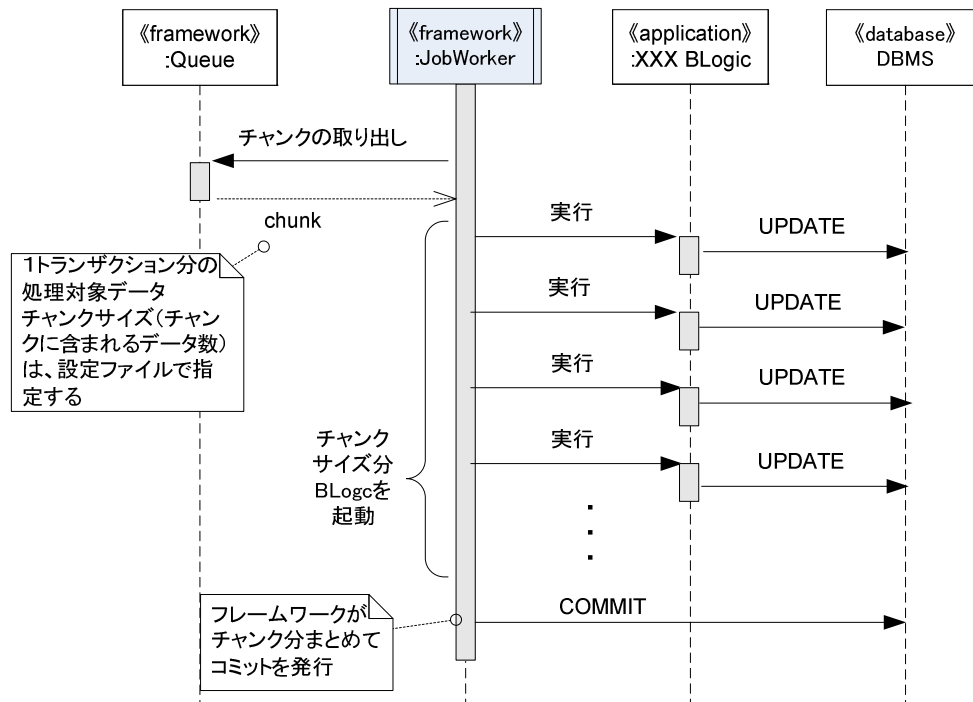 《framework》
:Queue
《framework》
:JobWorker
《application》
:XXX BLogic
《database》
DBMS
チャンクの取り出し
chunk
実行
UPDATE
1トランザクション分の
処理対象データ
チャンクサイズ(チャン
クに含まれるデータ数)
は、設定ファイルで指
定する
実行
UPDATE
実行
UPDATE
実行
UPDATE
チャンク
サイズ分
BLogcを
起動
フレームワークが
チャンク分まとめて
コミットを発行
COMMIT